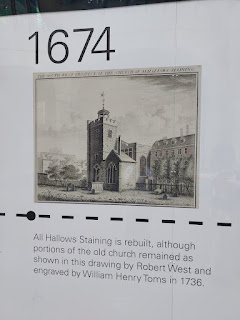 1674
All Hallows Staining is rebuilt, although
portions of the old church remained as
shown in this drawing by Robert West and
engraved by William Henry Toms in 1736.